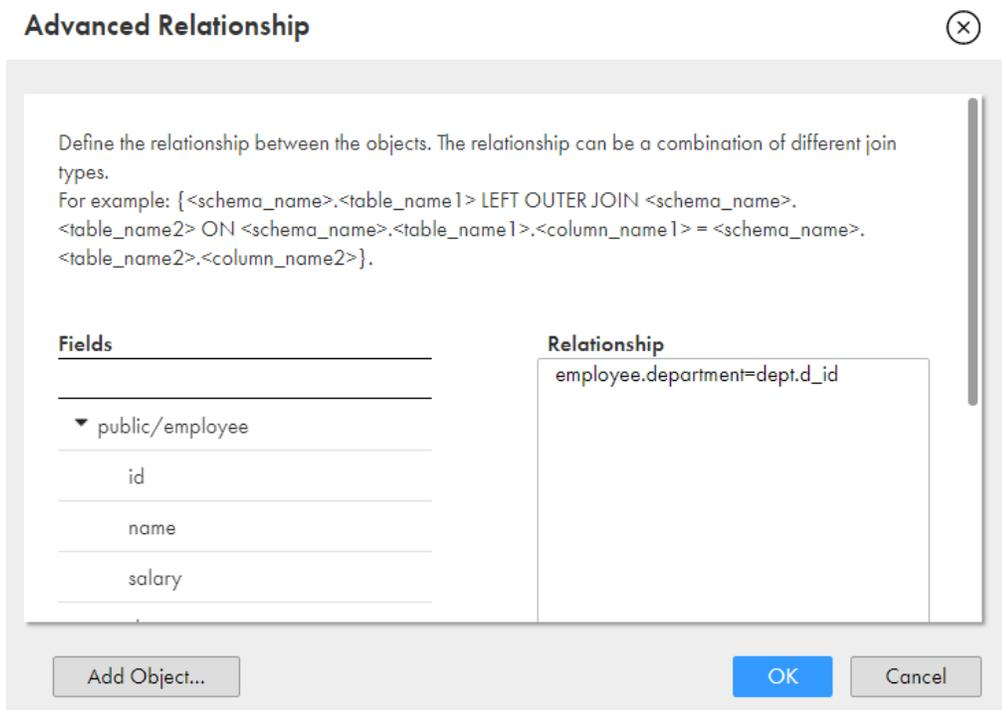 Advanced Relationship
Define the relationship between the objects. The relationship can be a combination of different join
types.
For example: {<schema_name>.<table_name1> LEFT OUTER JOIN <schema_name>.
<table_name2> ON <schema_name>.<table_name1>.<column_name1> = <schema_name>.
<table_name2>.<column_name2>}.
Fields
Relationship
employee.department=dept.d_id
public/employee
id
name
salary
Add Object...
OK
Cancel